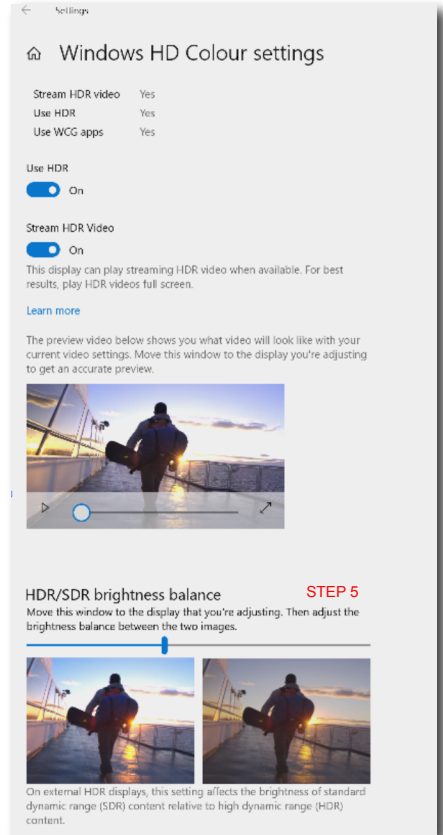 Settings
Windows HD Colour settings
Stream HDR video Yes
Use HDR Yes
Use WCG apps Yes
Use HDR
On
Stream HDR Video
On
This display can play streaming HDR video when available. For best
results, play HDR videos full screen.
Learn more
The preview video below shows you what video will look like with your
current video settings. Move this window to the display you're adjusting
to get an accurate preview.
HDR/SDR brightness balance STEP 5
Move this window to the display that you're adjusting. Then adjust the
brightness balance between the two images.
On external HDR displays, this setting affects the brightness of standard
dynamic range (SDR) content relative to high dynamic range (HDR)
content.